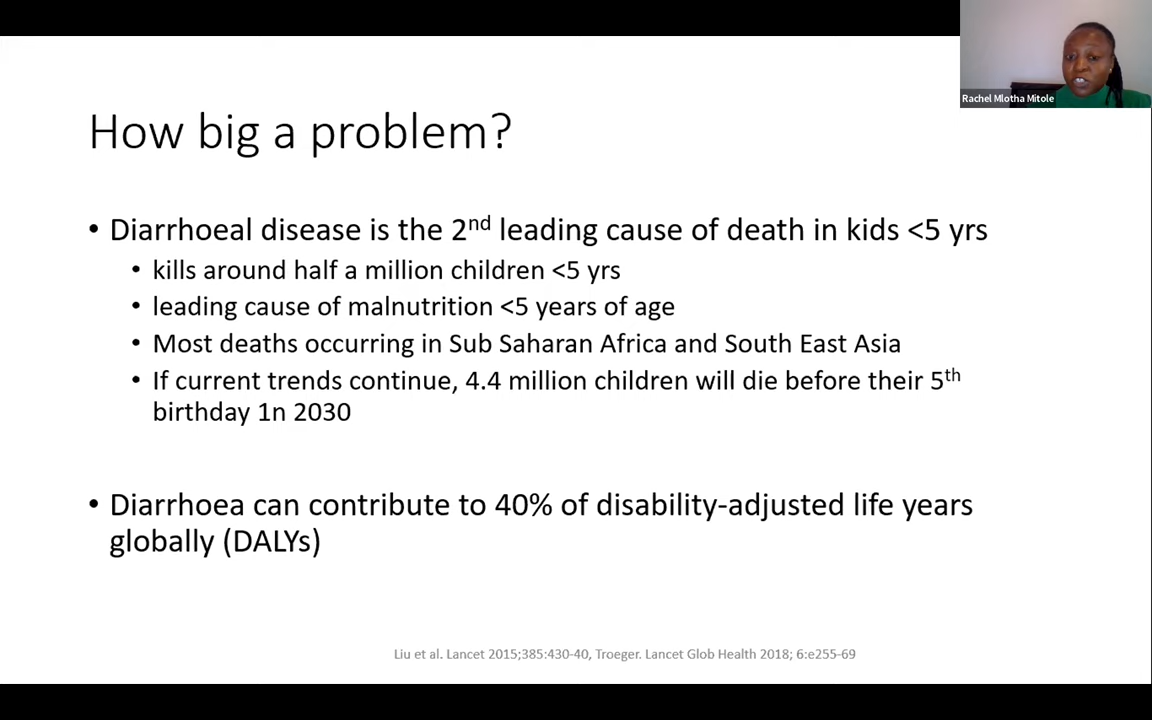 Rachel Mlotha Mitole
How big a problem?
• Diarrhoeal disease is the 2nd leading cause of death in kids <5 yrs
• kills around half a million children <5 yrs
• leading cause of malnutrition <5 years of age
• Most deaths occurring in Sub Saharan Africa and South East Asia
• If current trends continue, 4.4 million children will die before their 5th
birthday 1n 2030
• Diarrhoea can contribute to 40% of disability-adjusted life years
globally (DALYs)
Liu et al. Lancet 2015;385:430-40, Troeger. Lancet Glob Health 2018; 6:e255-69